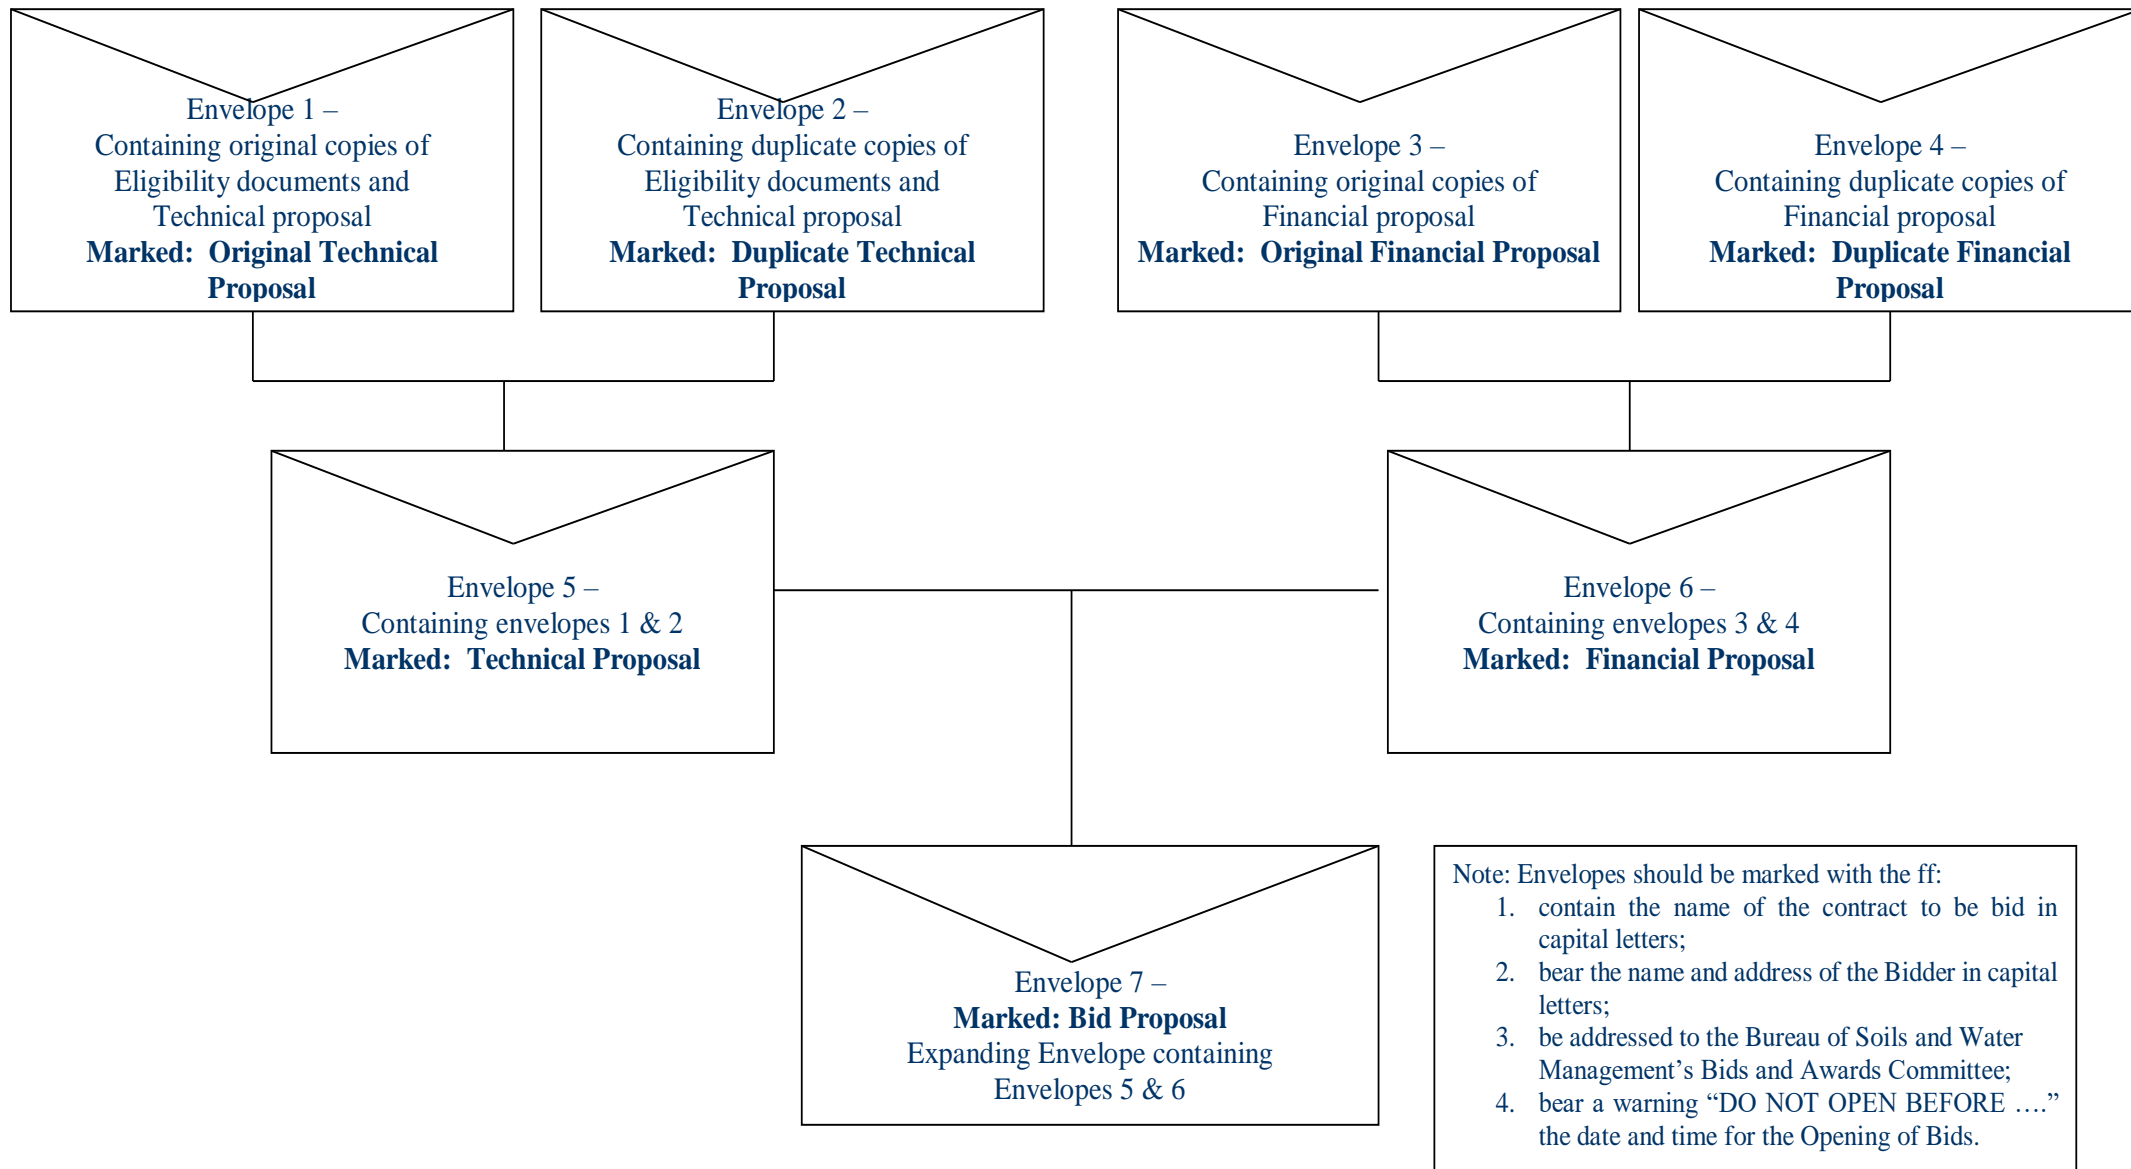 Envelope 1 –
Containing original copies of
Eligibility documents and
Technical proposal
Marked:  Original Technical
Proposal
Envelope 2 –
Containing duplicate copies of
Eligibility documents and
Technical proposal
Marked:  Duplicate Technical
Proposal
Envelope 3 –
Containing original copies of
Financial proposal
Marked:  Original Financial Proposal
Envelope 4 –
Containing duplicate copies of
Financial proposal
Marked:  Duplicate Financial
Proposal
Envelope 5 –
Containing envelopes 1 & 2
Marked:  Technical Proposal
Envelope 6 –
Containing envelopes 3 & 4
Marked:  Financial Proposal
Envelope 7 –
Marked: Bid Proposal
Expanding Envelope containing
Envelopes 5 & 6
Note: Envelopes should be marked with the ff:
1. contain the name of the contract to be bid in
capital letters;
2. bear the name and address of the Bidder in capital
letters;
3. be addressed to the Bureau of Soils and Water
Management’s Bids and Awards Committee;
4. bear a warning “DO NOT OPEN BEFORE ….”
the date and time for the Opening of Bids.